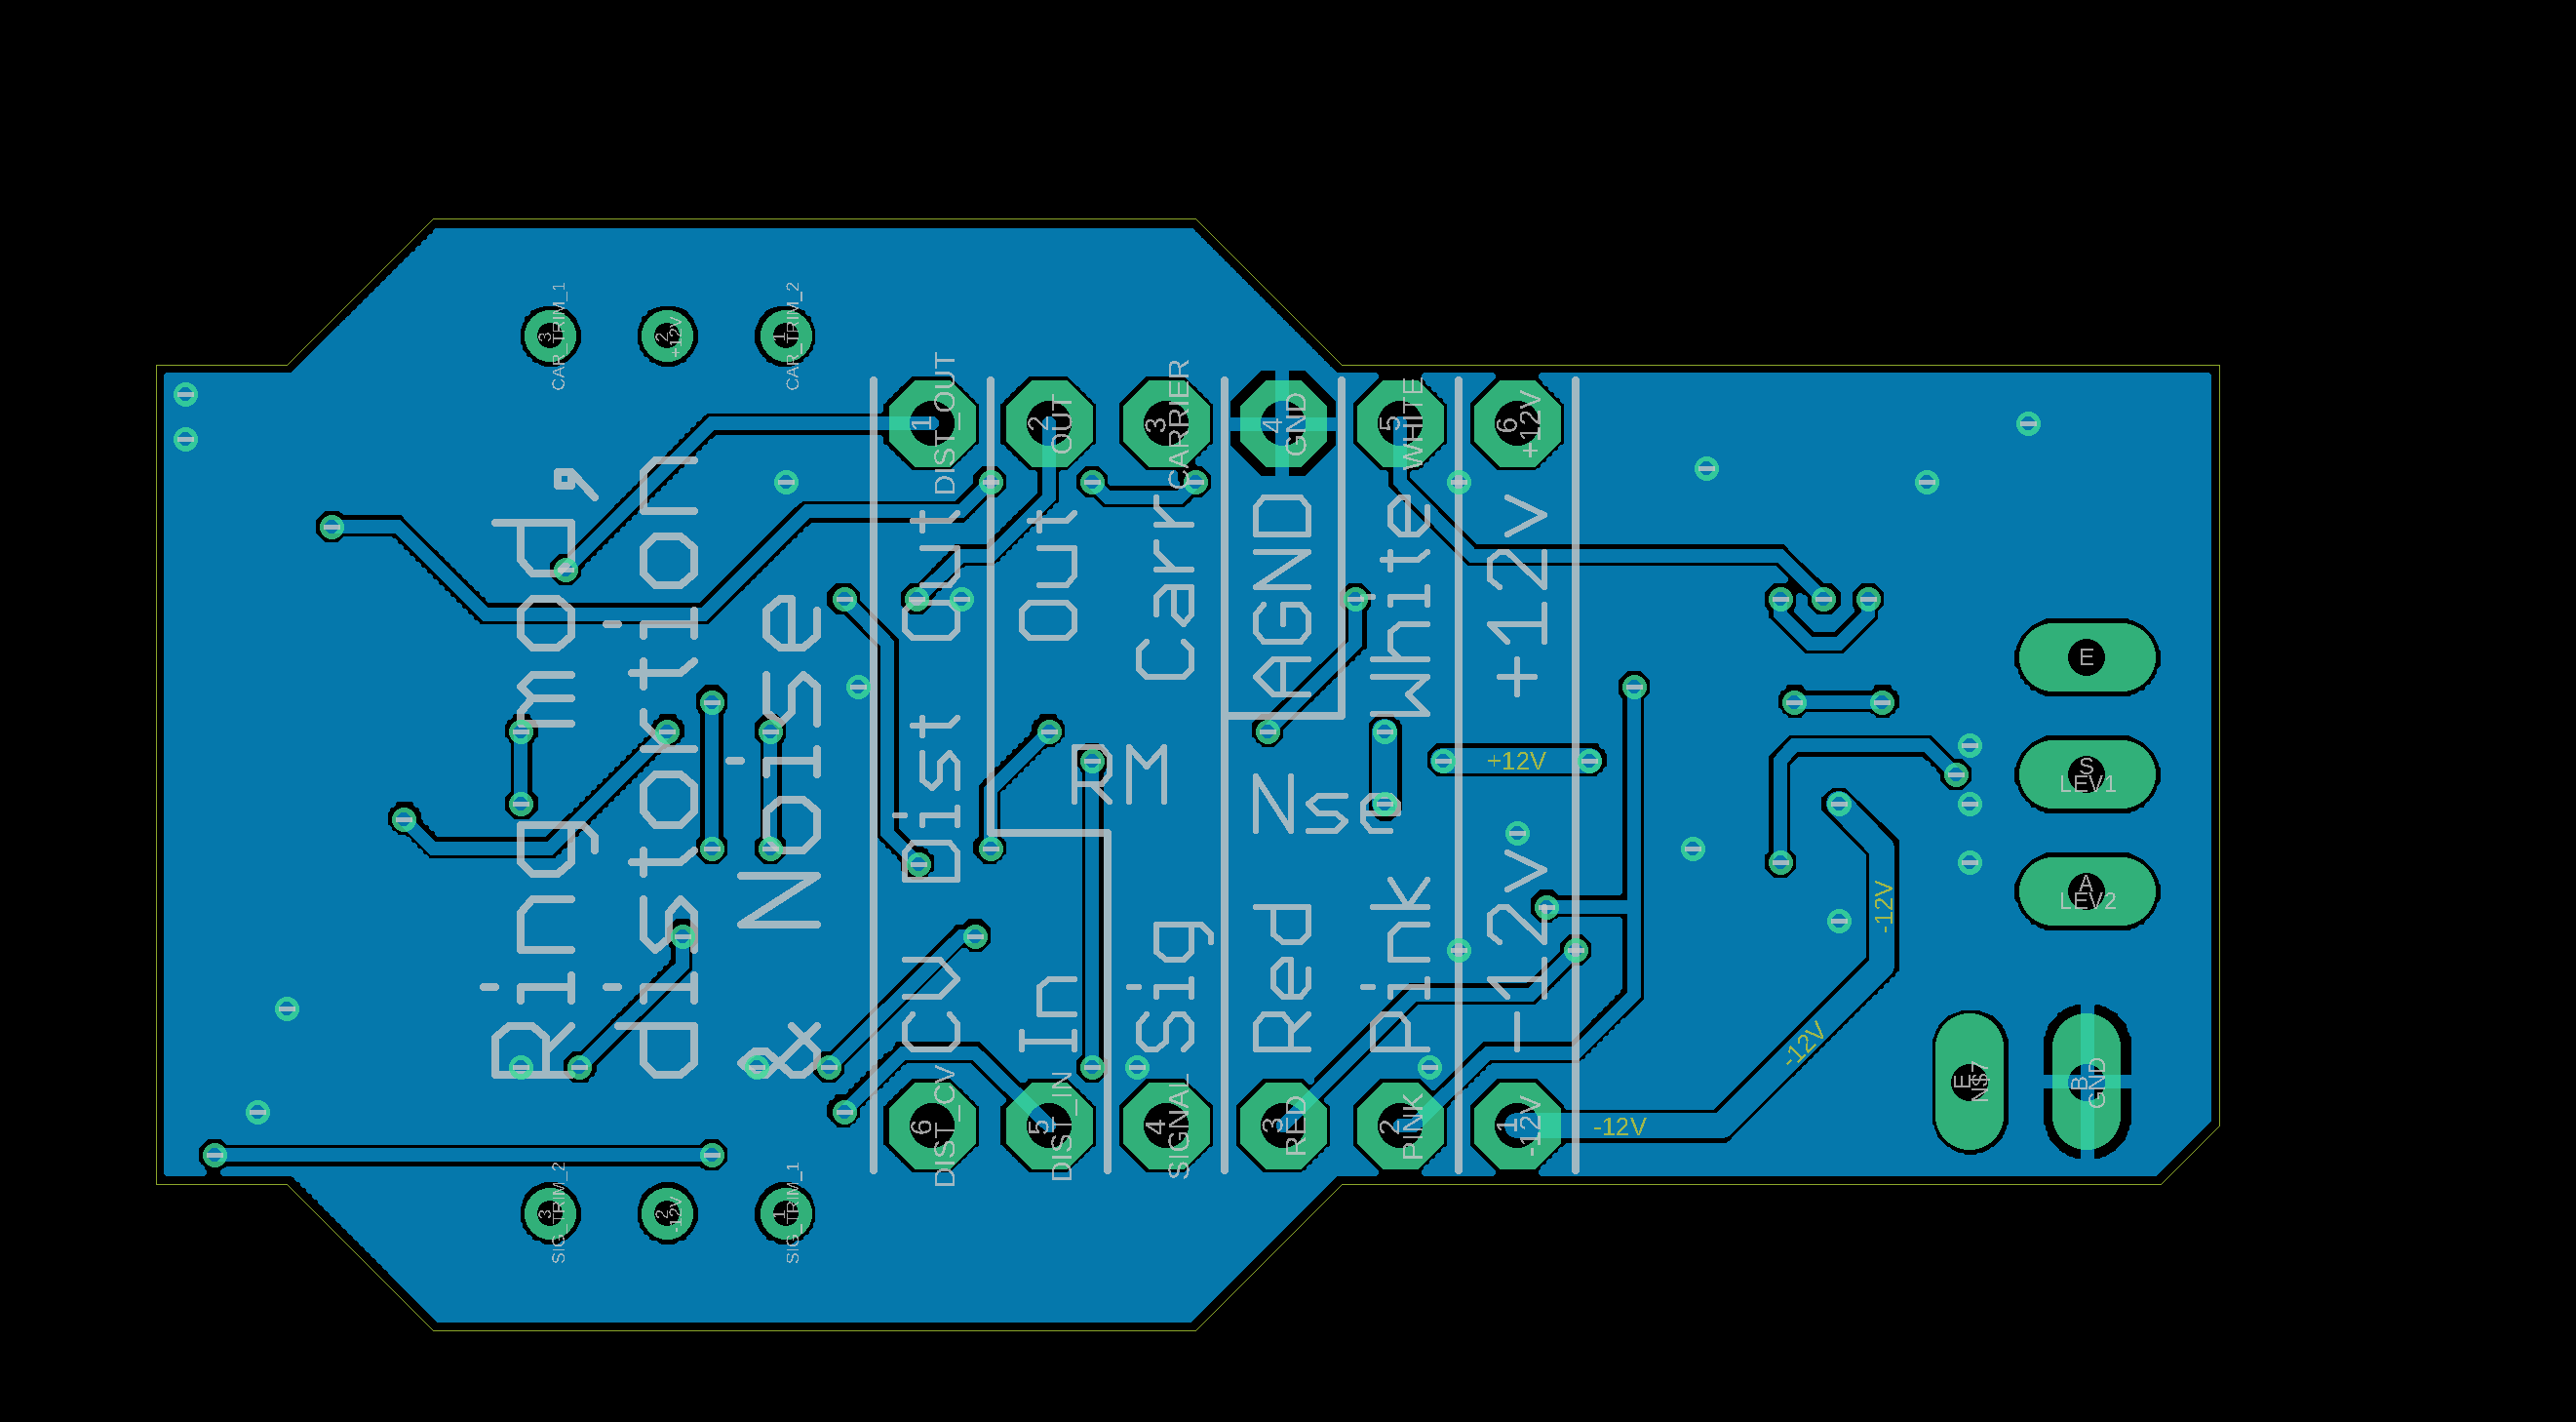 Ring mod,
distortion
& Noise
3
CAR_TRIM_1
2
+12V
1
CAR_TRIM_2
1
DIST_OUT
2
OUT
3
CARRIER
4
GND
5
WHITE
6
+12V
Dist Out
Out
Carr
AGND
White
+12v
RM
Nse
+12V
CV
In
Sig
Red
Pink
-12v
6
DIST_CV
5
DIST_IN
4
SIGNAL
3
RED
2
PINK
1
-12V
-12V
-12V
-12V
3
SIG_TRIM_2
2
-12V
1
SIG_TRIM_1
E
S
LEV1
A
LEV2
E
N$7
B
GND